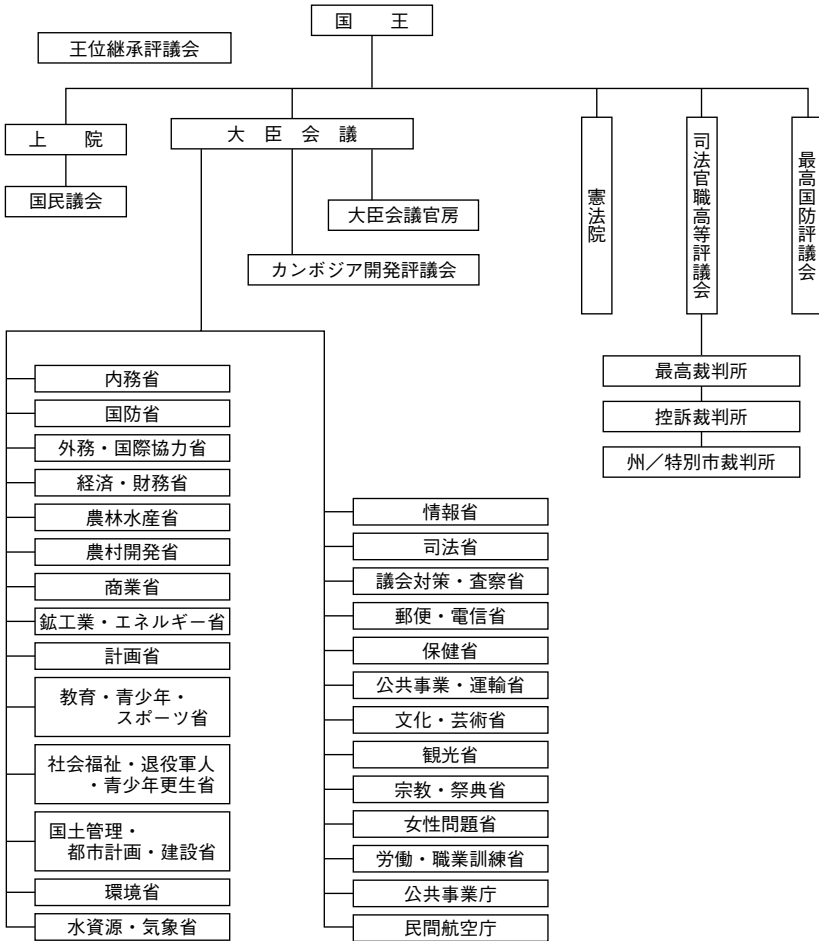 国　王
王位継承評議会
上　院
大　臣　会　議
国民議会
大臣会議官房
カンボジア開発評議会
憲法院
司法官職高等評議会
最高国防評議会
最高裁判所
控訴裁判所
州／特別市裁判所
内務省
国防省
外務・国際協力省
経済・財務省
農林水産省
農村開発省
商業省
鉱工業・エネルギー省
計画省
教育・青少年・
スポーツ省
社会福祉・退役軍人
・青少年更生省
国土管理・
都市計画・建設省
環境省
水資源・気象省
情報省
司法省
議会対策・査察省
郵便・電信省
保健省
公共事業・運輸省
文化・芸術省
観光省
宗教・祭典省
女性問題省
労働・職業訓練省
公共事業庁
民間航空庁